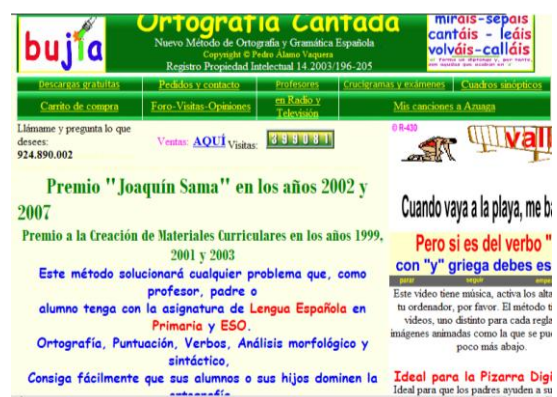 bujía
Ortografía Cantada
Nuevo Método de Ortografía y Gramática Española
Copyright © Pedro Álamo Vaquera
Registro Propiedad Intelectual 14.2003/196-205
miráis-sepáis
cantáis - leáis
volváis-calláis
Descargas gratuitas
Pedidos y contacto
Profesores
Crucigramas y exámenes
Cuadros sinópticos
Carrito de compra
Foro-Visitas-Opiniones
en Radio y
Televisión
Mis canciones a Azuaga
Llámame y pregunta lo que
desees:
924.890.002
Ventas: AQUÍ Visitas:
® R-430
vall
Premio "Joaquín Sama" en los años 2002 y
2007
Premio a la Creación de Materiales Curriculares en los años 1999,
2001 y 2003
Este método solucionará cualquier problema que, como
profesor, padre o
alumno tenga con la asignatura de Lengua Española en
Primaria y ESO.
Ortografía, Puntuación, Verbos, Análisis morfológico y
sintáctico,
Consiga fácilmente que sus alumnos o sus hijos dominen la
Cuando vaya a la playa, me ba
Pero si es del verbo "
con "y" griega debes es
parar
seguir
Este video tiene música, activa los alta
tu ordenador, por favor. El método ti
videos, uno distinto para cada regla
imágenes animadas como la que se pue
poco más abajo.
Ideal para la Pizarra Digi
Ideal para que los padres ayuden a su